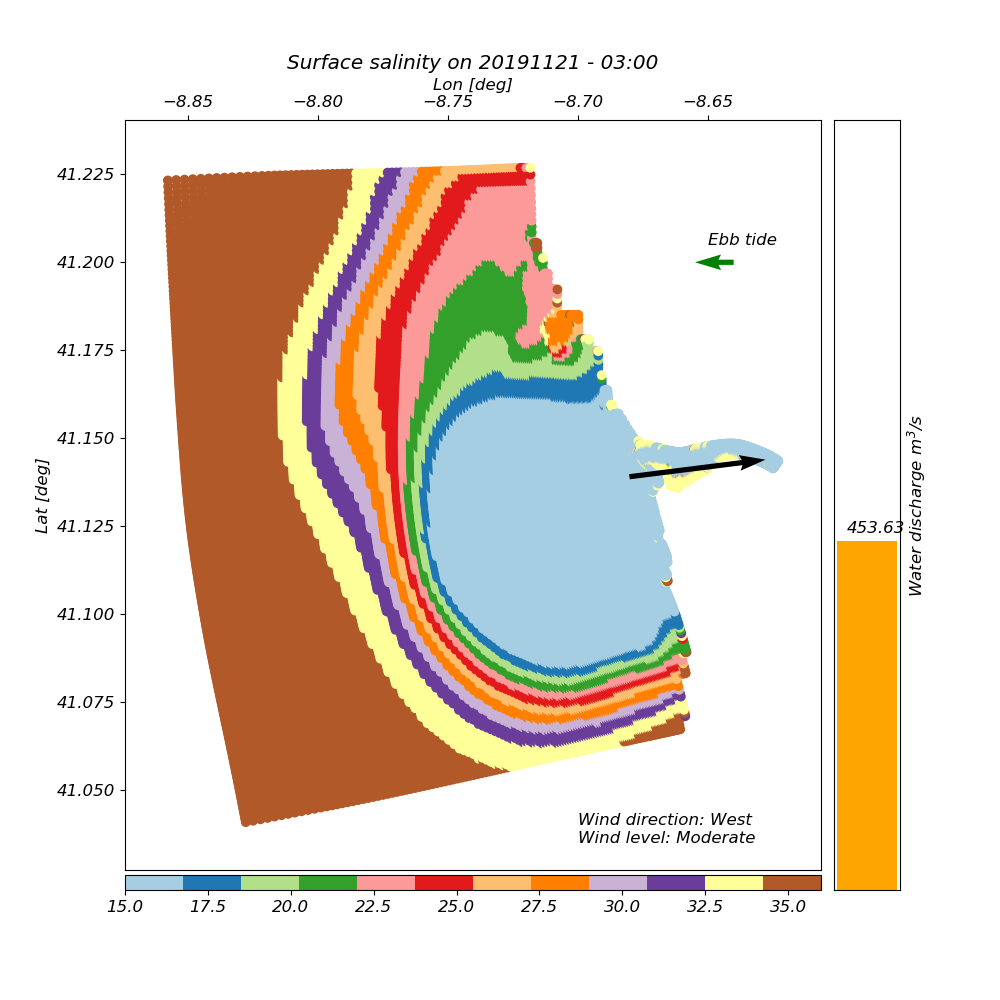 Surface salinity on 20191121 - 03:00
Lon [deg]
−8.85 −8.80 −8.75 −8.70 −8.65
41.225
41.200
41.175
41.150
41.125
41.100
41.075
41.050
Lat [deg]
Ebb tide
Wind direction: West
Wind level: Moderate
453.63
Water discharge m³/s
15.0 17.5 20.0 22.5 25.0 27.5 30.0 32.5 35.0